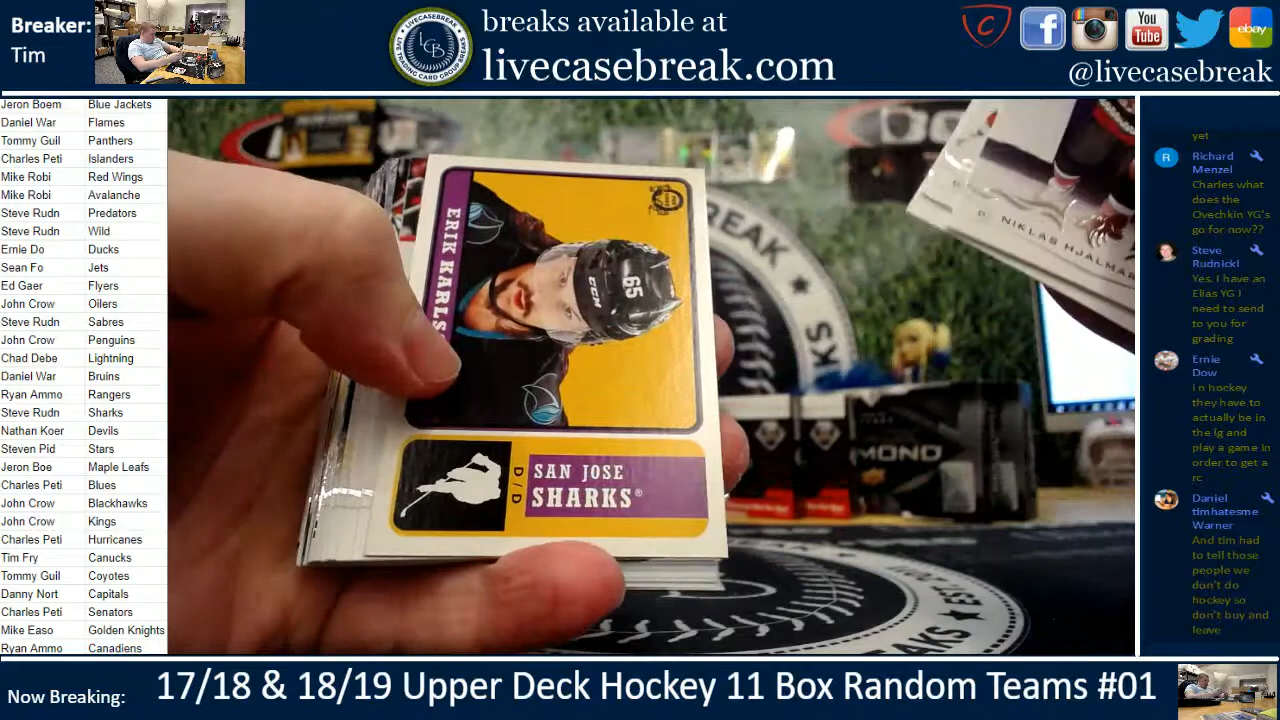 Breaker:
Tim
LCB
breaks available at
livecasebreak.com
You
Tube
ebay
@livecasebreak
Jeron Boem Blue Jackets
Daniel War Flames
Tommy Guil Panthers
Charles Peti Islanders
Mike Robi Red Wings
Mike Robi Avalanche
Steve Rudn Predators
Steve Rudn Wild
Ernie Do Ducks
Sean Fo Jets
Ed Gaer Flyers
John Crow Oilers
Steve Rudn Sabres
John Crow Penguins
Chad Debe Lightning
Daniel War Bruins
Ryan Ammo Rangers
Steve Rudn Sharks
Nathan Koer Devils
Steven Pid Stars
Jeron Boe Maple Leafs
Charles Peti Blues
John Crow Blackhawks
John Crow Kings
Charles Peti Hurricanes
Tim Fry Canucks
Tommy Guil Coyotes
Danny Nort Capitals
Charles Peti Senators
Mike Easo Golden Knights
Ryan Ammo Canadiens
ERIK KARLS
65
CCM
D/D
SAN JOSE
SHARKS
D NIKLAS HJALMAR
BREAK
MOND
yet
R Richard
Menzel
Charles what
does the
Ovechkin YG's
go for now??
Steve
Rudnicki
Yes. I have an
Elias YG I
need to send
to you for
grading
Ernie
Dow
i n hockey
they have to
actually be in
the lg and
play a game in
order to get a
rc
Daniel
timhatesme
Warner
And tim had
to tell those
people we
don't do
hockey so
don't buy and
leave
Now Breaking:
17/18 & 18/19 Upper Deck Hockey 11 Box Random Teams #01